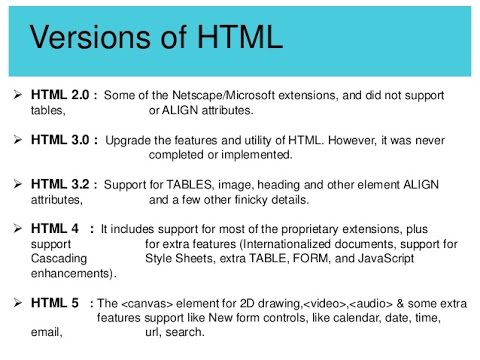 Versions of HTML
➢ HTML 2.0 : Some of the Netscape/Microsoft extensions, and did not support
tables, or ALIGN attributes.
➢ HTML 3.0 : Upgrade the features and utility of HTML. However, it was never
completed or implemented.
➢ HTML 3.2 : Support for TABLES, image, heading and other element ALIGN
attributes, and a few other finicky details.
➢ HTML 4 : It includes support for most of the proprietary extensions, plus
support for extra features (Internationalized documents, support for
Cascading Style Sheets, extra TABLE, FORM, and JavaScript
enhancements).
➢ HTML 5 : The <canvas> element for 2D drawing,<video>,<audio> & some extra
features support like New form controls, like calendar, date, time,
email, url, search.